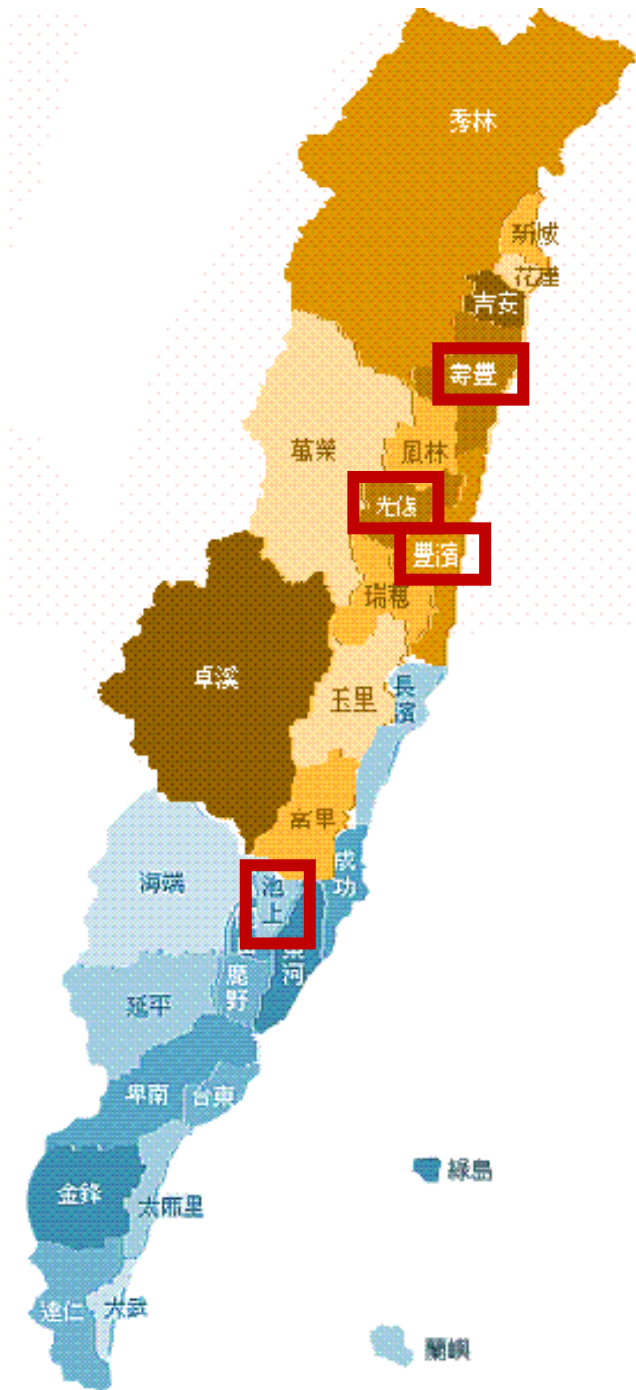 秀林
新城
花蓮
吉安
壽豐
萬榮
鳳林
光復
豐濱
瑞穗
卓溪
玉里
長濱
富里
成功
海端
池上
東河
鹿野
延平
卑南
台東
綠島
金鋒
太麻里
達仁
大武
蘭嶼